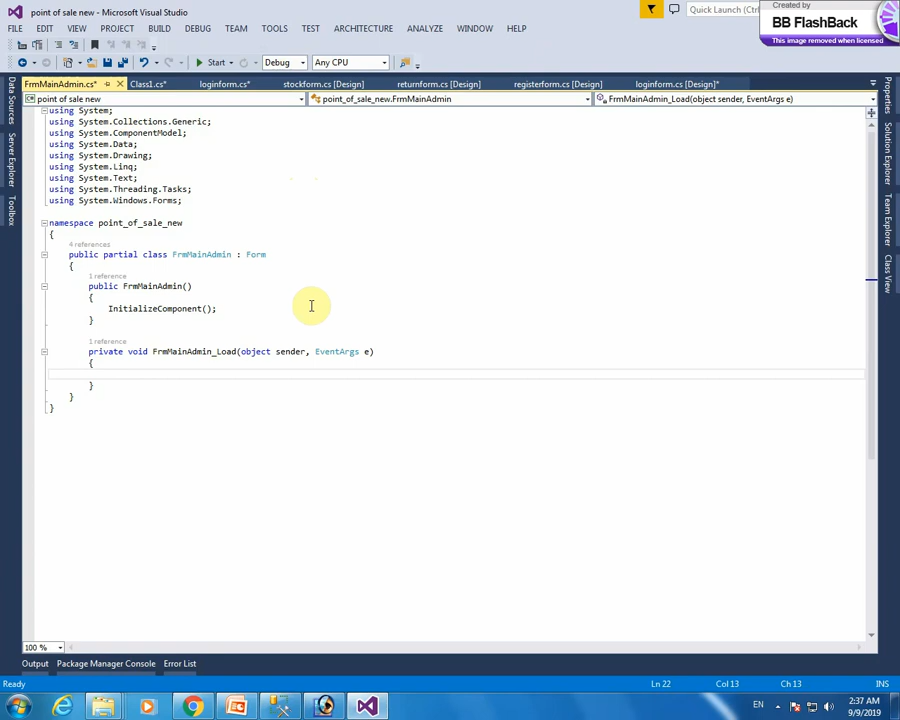 point of sale new - Microsoft Visual Studio
Quick Launch (Ctrl
Created by
BB FlashBack
This image removed when licensed
FILE EDIT VIEW PROJECT BUILD DEBUG TEAM TOOLS TEST ARCHITECTURE ANALYZE WINDOW HELP
Start Debug Any CPU
FrmMainAdmin.cs* Class1.cs* loginform.cs* stockform.cs [Design] returnform.cs [Design] registerform.cs [Design] loginform.cs [Design]*
point of sale new point_of_sale_new.FrmMainAdmin FrmMainAdmin_Load(object sender, EventArgs e)
Data Sources
Server Explorer
Toolbox
using System;
using System.Collections.Generic;
using System.ComponentModel;
using System.Data;
using System.Drawing;
using System.Linq;
using System.Text;
using System.Threading.Tasks;
using System.Windows.Forms;
namespace point_of_sale_new
{
4 references
public partial class FrmMainAdmin : Form
{
1 reference
public FrmMainAdmin()
{
InitializeComponent();
}
1 reference
private void FrmMainAdmin_Load(object sender, EventArgs e)
{
}
}
}
Properties
Solution Explorer
Team Explorer
Class View
100 %
Output Package Manager Console Error List
Ready Ln 22 Col 13 Ch 13 INS
EN 2:37 AM
9/9/2019